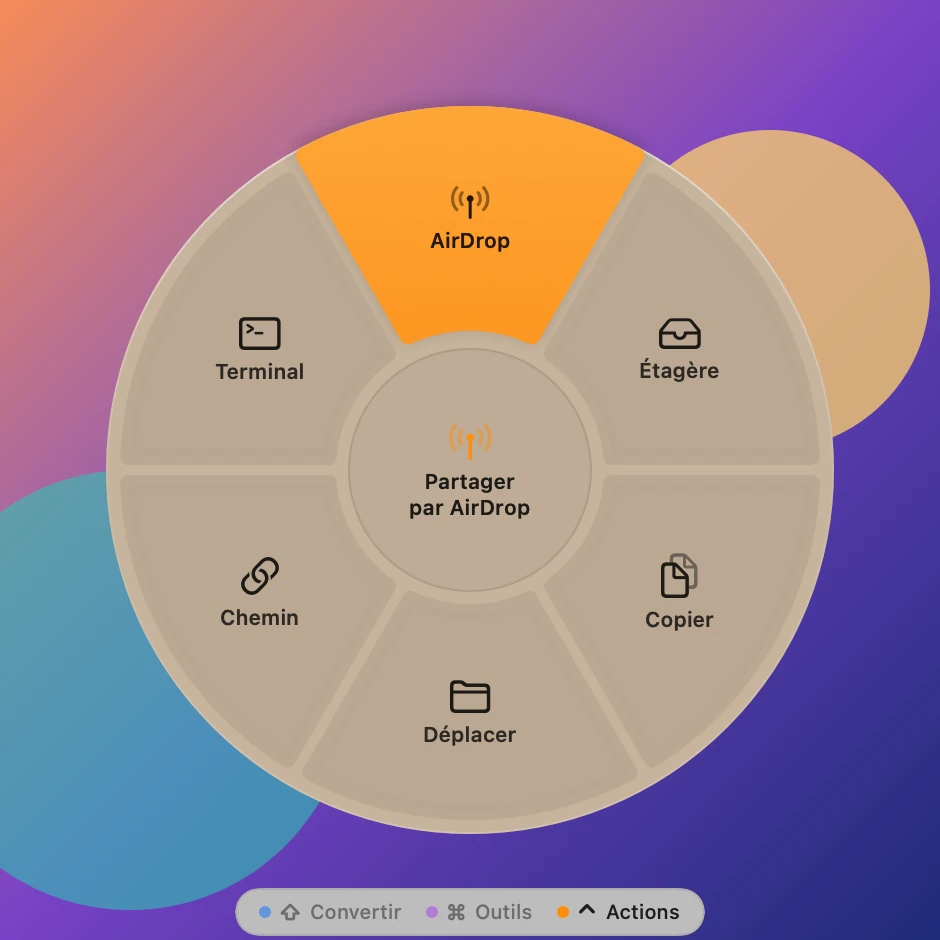 AirDrop
Terminal
Étagère
Partager
par AirDrop
Chemin
Copier
Déplacer
⇧ Convertir ⌘ Outils ⌃ Actions